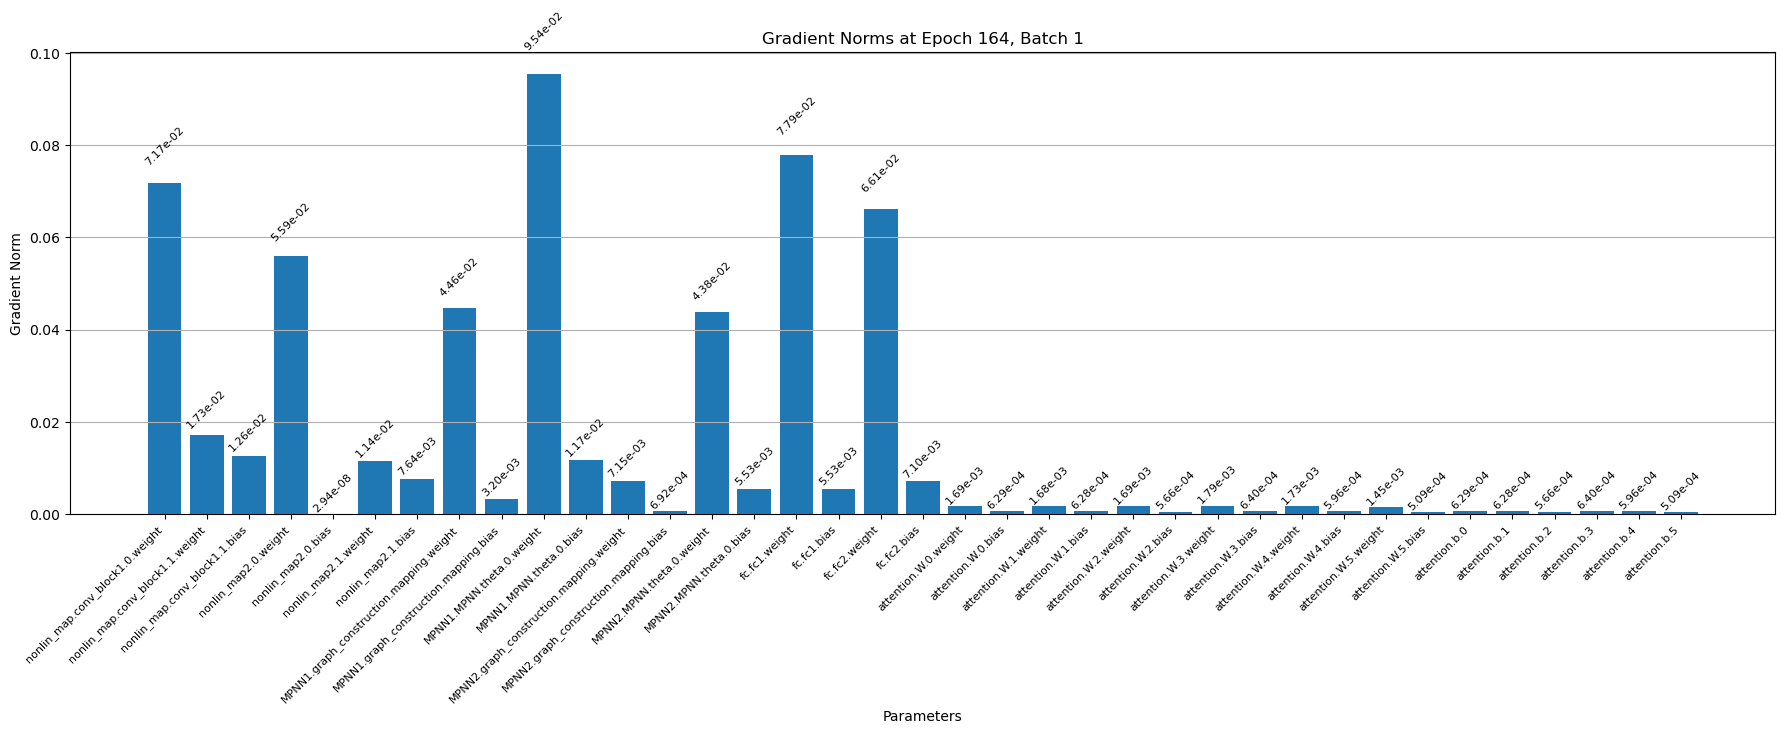 Gradient Norms at Epoch 164, Batch 1
Gradient Norm
0.10
0.08
0.06
0.04
0.02
0.00
7.17e-02
1.73e-02
1.26e-02
5.59e-02
2.94e-08
1.14e-02
7.64e-03
4.46e-02
3.20e-03
9.54e-02
1.17e-02
7.15e-03
6.92e-04
4.38e-02
5.53e-03
7.79e-02
5.53e-03
6.61e-02
7.10e-03
1.69e-03
6.29e-04
1.68e-03
6.28e-04
1.69e-03
5.66e-04
1.79e-03
6.40e-04
1.73e-03
5.96e-04
1.45e-03
5.09e-04
6.29e-04
6.28e-04
5.66e-04
6.40e-04
5.96e-04
5.09e-04
nonlin_map.conv_block1.0.weight
nonlin_map.conv_block1.1.weight
nonlin_map.conv_block1.1.bias
nonlin_map2.0.weight
nonlin_map2.0.bias
nonlin_map2.1.weight
nonlin_map2.1.bias
MPNN1.graph_construction.mapping.weight
MPNN1.graph_construction.mapping.bias
MPNN1.MPNN.theta.0.weight
MPNN1.MPNN.theta.0.bias
MPNN2.graph_construction.mapping.weight
MPNN2.graph_construction.mapping.bias
MPNN2.MPNN.theta.0.weight
MPNN2.MPNN.theta.0.bias
fc.fc1.weight
fc.fc1.bias
fc.fc2.weight
fc.fc2.bias
attention.W.0.weight
attention.W.0.bias
attention.W.1.weight
attention.W.1.bias
attention.W.2.weight
attention.W.2.bias
attention.W.3.weight
attention.W.3.bias
attention.W.4.weight
attention.W.4.bias
attention.W.5.weight
attention.W.5.bias
attention.b.0
attention.b.1
attention.b.2
attention.b.3
attention.b.4
attention.b.5
Parameters